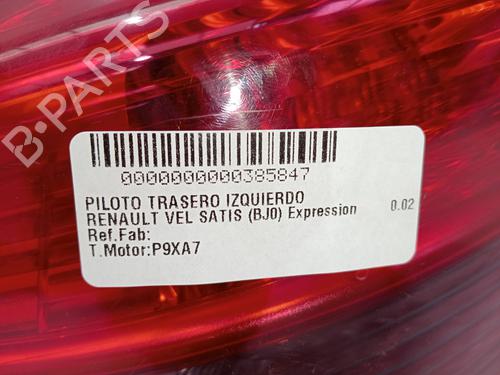 B-PARTS
0000000000385847
PILOTO TRASERO IZQUIERDO
RENAULT VEL SATIS (BJ0) Expression 0.02
Ref.Fab:
T.Motor:P9XA7